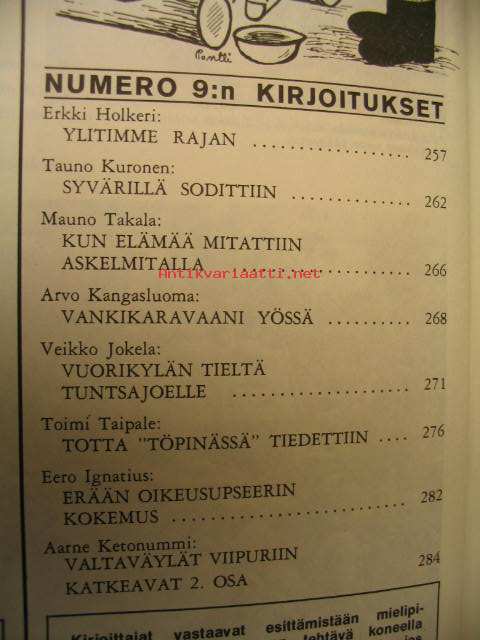 Pentti
NUMERO 9:n KIRJOITUKSET
Erkki Holkeri:
YLITIMME RAJAN .................. 257
Tauno Kuronen:
SYVÄRILLÄ SODITTIIN .............. 262
Mauno Takala:
KUN ELÄMÄÄ MITATTIIN
ASKELMITALLA .................. 266
Antikvariaatti.net
Arvo Kangasluoma:
VANKIKARAVAANI YÖSSÄ .......... 268
Veikko Jokela:
VUORIKYLÄN TIELTÄ
TUNTSAJOELLE .................. 271
Toimi Taipale:
TOTTA "TÖPINÄSSÄ" TIEDETTIIN .... 276
Eero Ignatius:
ERÄÄN OIKEUSUPSEERIN
KOKEMUS ........................ 282
Aarne Ketonummi:
VALTAVÄYLÄT VIIPURIIN 284
KATKEAVAT 2. OSA
Kirjoittajat vastaavat esittämistään mielipi-
tehtävä koneella